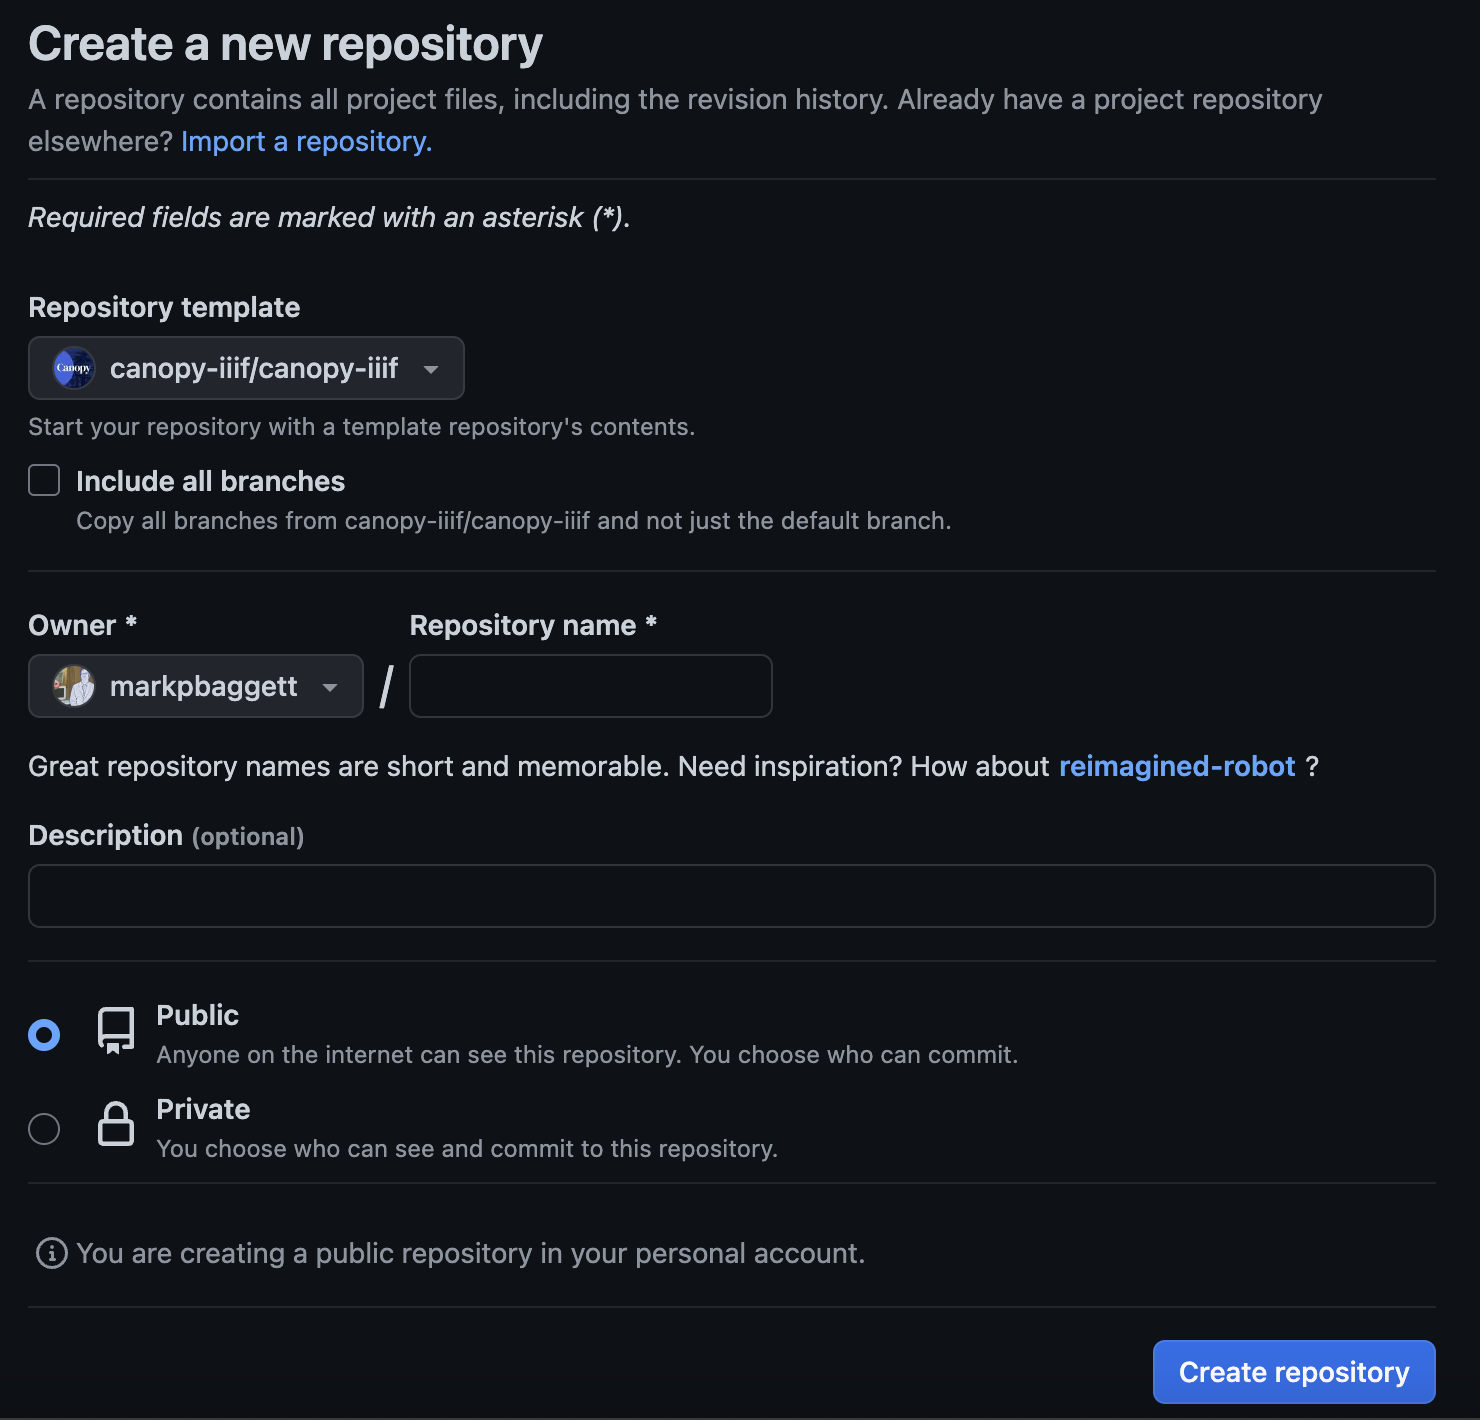 Create a new repository
A repository contains all project files, including the revision history. Already have a project repository
elsewhere? Import a repository.
Required fields are marked with an asterisk (*).
Repository template
Canopy canopy-iiif/canopy-iiif
Start your repository with a template repository's contents.
Include all branches
Copy all branches from canopy-iiif/canopy-iiif and not just the default branch.
Owner * Repository name *
markpbaggett /
Great repository names are short and memorable. Need inspiration? How about reimagined-robot ?
Description (optional)
Public
Anyone on the internet can see this repository. You choose who can commit.
Private
You choose who can see and commit to this repository.
You are creating a public repository in your personal account.
Create repository